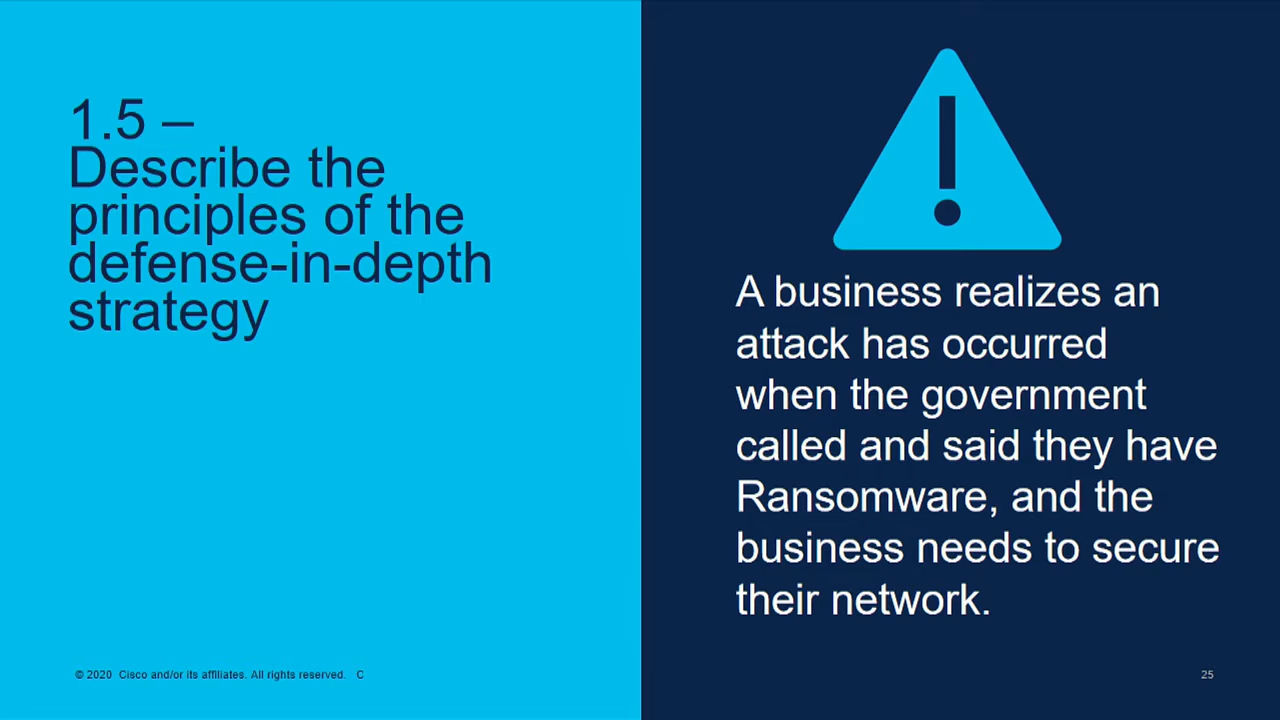 1.5 –
Describe the
principles of the
defense-in-depth
strategy
!
A business realizes an
attack has occurred
when the government
called and said they have
Ransomware, and the
business needs to secure
their network.
© 2020 Cisco and/or its affiliates. All rights reserved. C
25